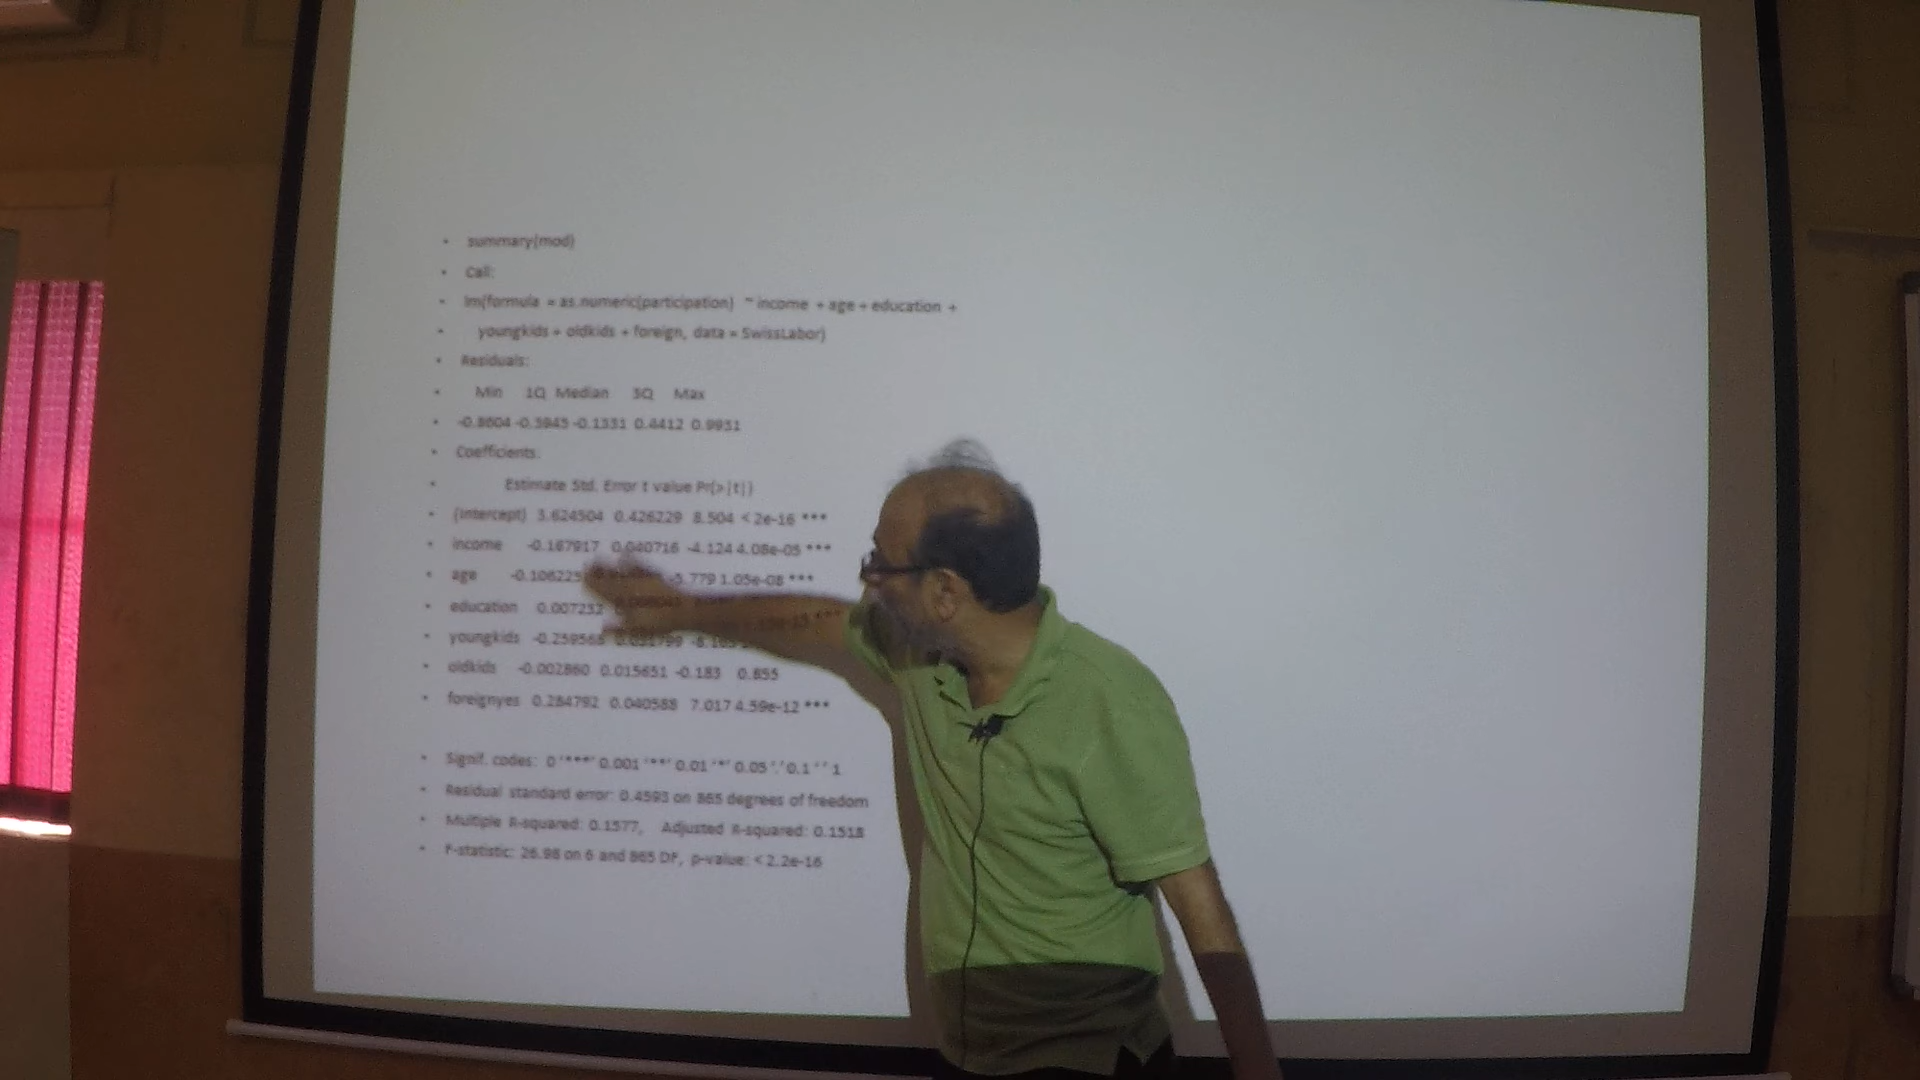 summary(mod)
Call:
lm(formula = as.numeric(participation) ~ income + age + education +
youngkids + oldkids + foreign, data = SwissLabor)
Residuals:
Min 1Q Median 3Q Max
-0.8604 -0.3945 -0.1331 0.4412 0.9931
Coefficients:
Estimate Std. Error t value Pr(>|t|)
(Intercept) 3.624504 0.426229 8.504 < 2e-16 ***
income -0.167917 0.040716 -4.124 4.08e-05 ***
age -0.106225 -5.779 1.05e-08 ***
education 0.007232
youngkids -0.259568 0.031799
oldkids -0.002860 0.015651 -0.183 0.855
foreignyes 0.284792 0.040588 7.017 4.59e-12 ***
Signif. codes: 0 '***' 0.001 '**' 0.01 '*' 0.05 '.' 0.1 ' ' 1
Residual standard error: 0.4593 on 865 degrees of freedom
Multiple R-squared: 0.1577, Adjusted R-squared: 0.1518
F-statistic: 26.98 on 6 and 865 DF, p-value: < 2.2e-16